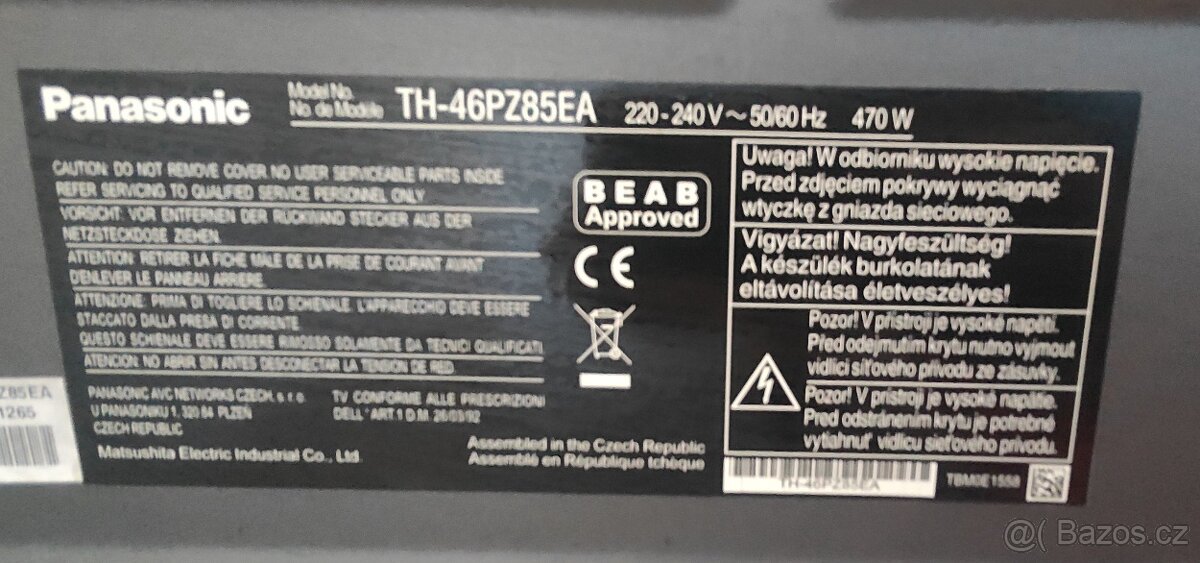 Panasonic
Model No.
No. de Modèle
TH-46PZ85EA
220-240V~50/60Hz 470W
CAUTION: DO NOT REMOVE COVER NO USER SERVICEABLE PARTS INSIDE
REFER SERVICING TO QUALIFIED SERVICE PERSONNEL ONLY.
VORSICHT: VOR ENTFERNEN DER RÜCKWAND STECKER AUS DER
NETZSTECKDOSE ZIEHEN.
ATTENTION: RETIRER LA FICHE MALE DE LA PRISE DE COURANT AVANT
D'ENLEVER LE PANNEAU ARRIERE.
ATTENZIONE: PRIMA DI TOGLIERE LO SCHIENALE. L'APPARECCHIO DEVE ESSERE
STACCATO DALLA PRESA DI CORRENTE.
QUESTO SCHIENALE DEVE ESSERE RIMOSSO SOLAMENTE DA TECNICI QUALIFICATI.
ATENCION: NO ABRIR SIN ANTES DESCONECTAR LA TENSION DE RED.
PANASONIC AVC NETWORKS CZECH, s. r. o.
U PANASONIKU 1, 320 84 PLZEŇ
CZECH REPUBLIC
TV CONFORME ALLE PRESCRIZIONI
DELL' ART 1 D.M. 26/03/92
Matsushita Electric Industrial Co., Ltd.
Assembled in the Czech Republic
Assemblé en République tchèque
BEAB
Approved
CE
Uwaga! W odbiorniku wysokie napięcie.
Przed zdjęciem pokrywy wyciągnąć
wtyczkę z gniazda sieciowego.
Vigyázat! Nagyfeszültség!
A készülék burkolatának
eltávolítása életveszélyes!
Pozor! V přístroji je vysoké napětí.
Před odejmutím krytu nutno vyjmout
vidlici síťového přívodu ze zásuvky.
Pozor! V prístroji je vysoké napätie.
Pred odstránením krytu je potrebné
vytiahnuť vidlicu sieťového prívodu.
TH-46PZ85EA
TBM0E1558
Z85EA
1265
@( Bazoš.cz